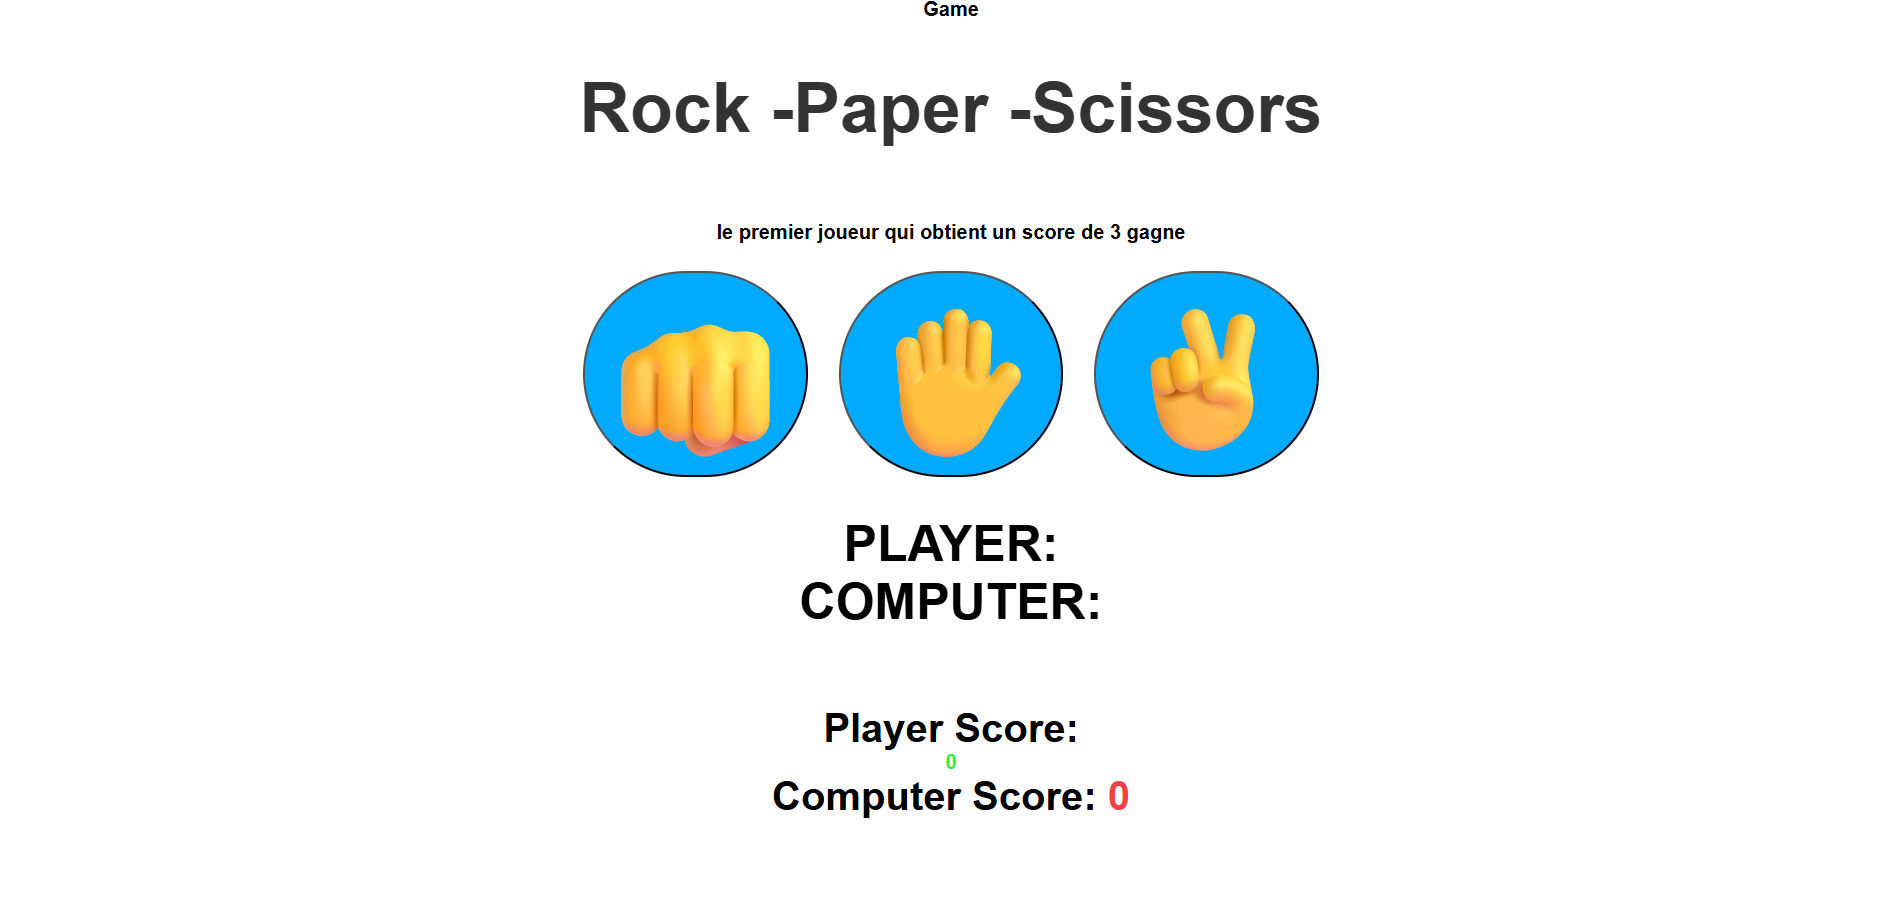 Game
Rock -Paper -Scissors
le premier joueur qui obtient un score de 3 gagne
PLAYER:
COMPUTER:
Player Score:
0
Computer Score: 0